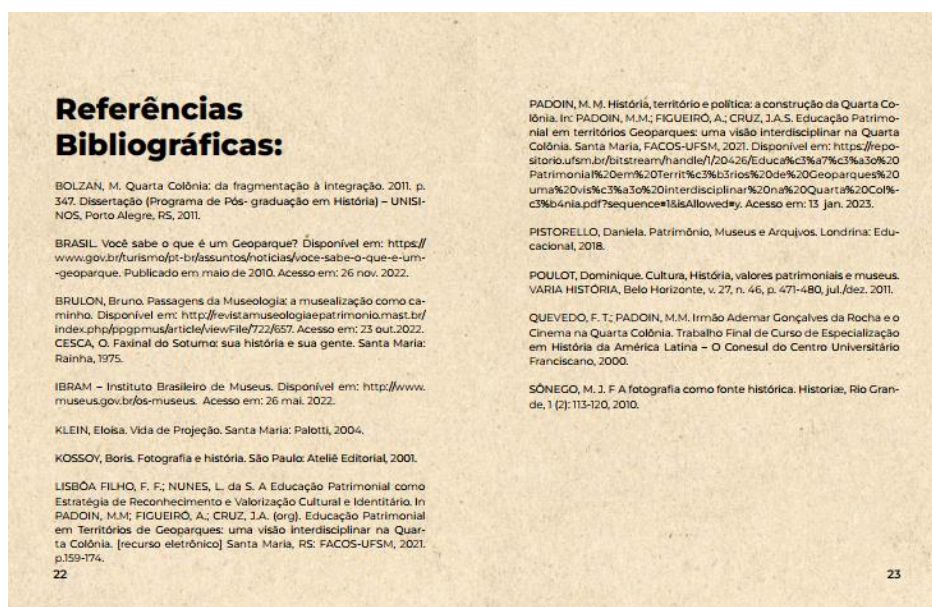 Referências
Bibliográficas:
BOLZAN, M. Quarta Colônia: da fragmentação à integração. 2011. p.
347. Dissertação (Programa de Pós- graduação em História) – UNISI-
NOS, Porto Alegre, RS, 2011.
BRASIL. Você sabe o que é um Geoparque? Disponível em: https://
www.gov.br/turismo/pt-br/assuntos/noticias/voce-sabe-o-que-e-um-
-geoparque. Publicado em maio de 2010. Acesso em: 26 nov. 2022.
BRULON, Bruno. Passagens da Museologia: a musealização como ca-
minho. Disponível em: http://revistamuseologiaepatrimonio.mast.br/
index.php/ppgpmus/article/viewFile/722/657. Acesso em: 23 out.2022.
CESCA, O. Faxinal do Soturno: sua história e sua gente. Santa Maria:
Rainha, 1975.
IBRAM – Instituto Brasileiro de Museus. Disponível em: http://www.
museus.gov.br/os-museus. Acesso em: 26 mai. 2022.
KLEIN, Eloisa. Vida de Projeção. Santa Maria: Palotti, 2004.
KOSSOY, Boris. Fotografia e história. São Paulo: Ateliê Editorial, 2001.
LISBÔA FILHO, F. F.; NUNES, L. da S. A Educação Patrimonial como
Estratégia de Reconhecimento e Valorização Cultural e Identitário. In
PADOIN, M.M; FIGUEIRÓ, A.; CRUZ, J.A. (org). Educação Patrimonial
em Territórios de Geoparques: uma visão interdisciplinar na Quar-
ta Colônia. [recurso eletrônico] Santa Maria, RS: FACOS-UFSM, 2021.
p.159-174.
22
PADOIN, M. M. História, território e política: a construção da Quarta Co-
lônia. In: PADOIN, M.M.; FIGUEIRÓ, A.; CRUZ, J.A.S. Educação Patrimo-
nial em territórios Geoparques: uma visão interdisciplinar na Quarta
Colônia. Santa Maria, FACOS-UFSM, 2021. Disponível em: https://repo-
sitorio.ufsm.br/bitstream/handle/1/20426/Educa%c3%a7%c3%a3o%20
Patrimonial%20em%20Territ%c3%b3rios%20de%20Geoparques%20
uma%20vis%c3%a3o%20interdisciplinar%20na%20Quarta%20Col%-
c3%b4nia.pdf?sequence=1&isAllowed=y. Acesso em: 13 jan. 2023.
PISTORELLO, Daniela. Patrimônio, Museus e Arquivos. Londrina: Edu-
cacional, 2018.
POULOT, Dominique. Cultura, História, valores patrimoniais e museus.
VARIA HISTÓRIA, Belo Horizonte, v. 27, n. 46, p. 471-480, jul./dez. 2011.
QUEVEDO, F. T.; PADOIN, M.M. Irmão Ademar Gonçalves da Rocha e o
Cinema na Quarta Colônia. Trabalho Final de Curso de Especialização
em História da América Latina – O Conesul do Centro Universitário
Franciscano, 2000.
SÔNEGO, M. J. F A fotografia como fonte histórica. Historiæ, Rio Gran-
de, 1 (2): 113-120, 2010.
23